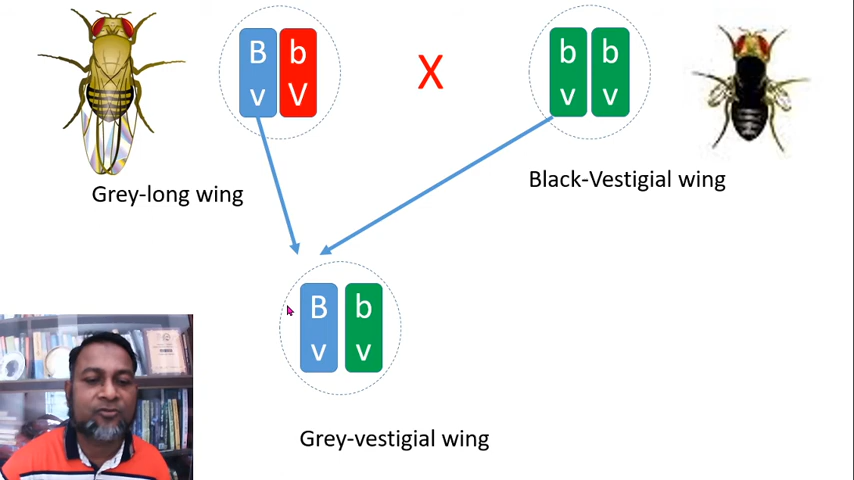 B b
v V
X
b b
v v
Grey-long wing
Black-Vestigial wing
B b
v v
Grey-vestigial wing